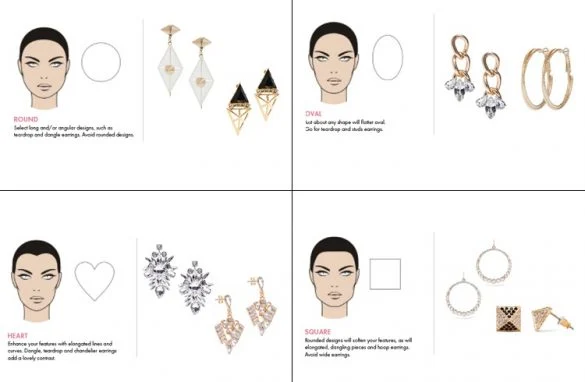 ROUND
Select long and/or angular designs, such as
teardrop and dangle earrings. Avoid rounded designs.
OVAL
Just about any shape will flatter oval.
Go for teardrop and studs earrings.
HEART
Enhance your features with elongated lines and
curves. Dangle, teardrop and chandelier earrings
add a lovely contrast
SQUARE
Rounded designs will soften your features, as will
elongated, dangling pieces and hoop earrings.
Avoid wide earrings